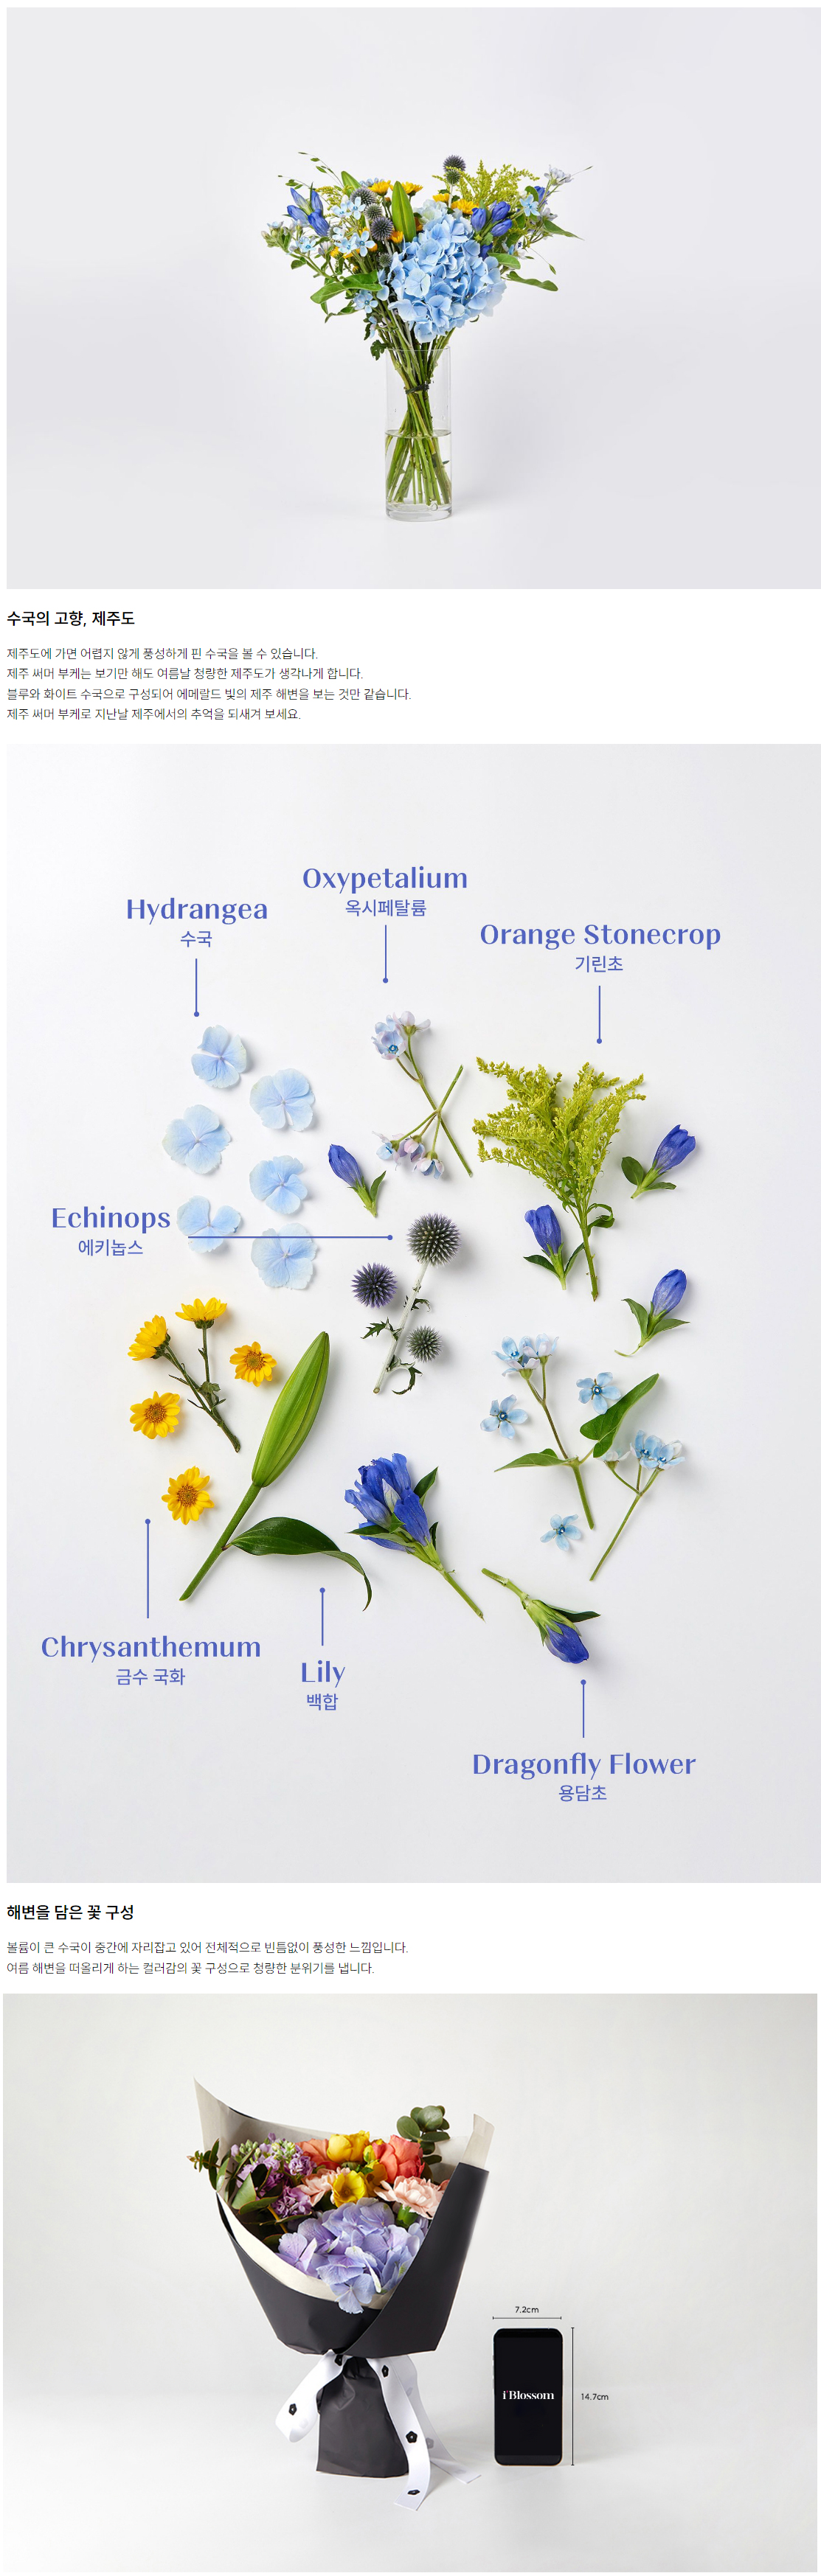 수국의 고향, 제주도
제주도에 가면 어렵지 않게 풍성하게 핀 수국을 볼 수 있습니다.
제주 써머 부케는 보기만 해도 여름날 청량한 제주도가 생각나게 합니다.
블루와 화이트 수국으로 구성되어 에메랄드 빛의 제주 해변을 보는 것만 같습니다.
제주 써머 부케로 지난날 제주에서의 추억을 되새겨 보세요.
Oxypetalium
옥시페탈륨
Hydrangea
수국
Orange Stonecrop
기린초
Echinops
에키놉스
Chrysanthemum
금수 국화
Lily
백합
Dragonfly Flower
용담초
해변을 담은 꽃 구성
볼륨이 큰 수국이 중간에 자리잡고 있어 전체적으로 빈틈없이 풍성한 느낌입니다.
여름 해변을 떠올리게 하는 컬러감의 꽃 구성으로 청량한 분위기를 냅니다.
7.2cm
i Blossom
14.7cm